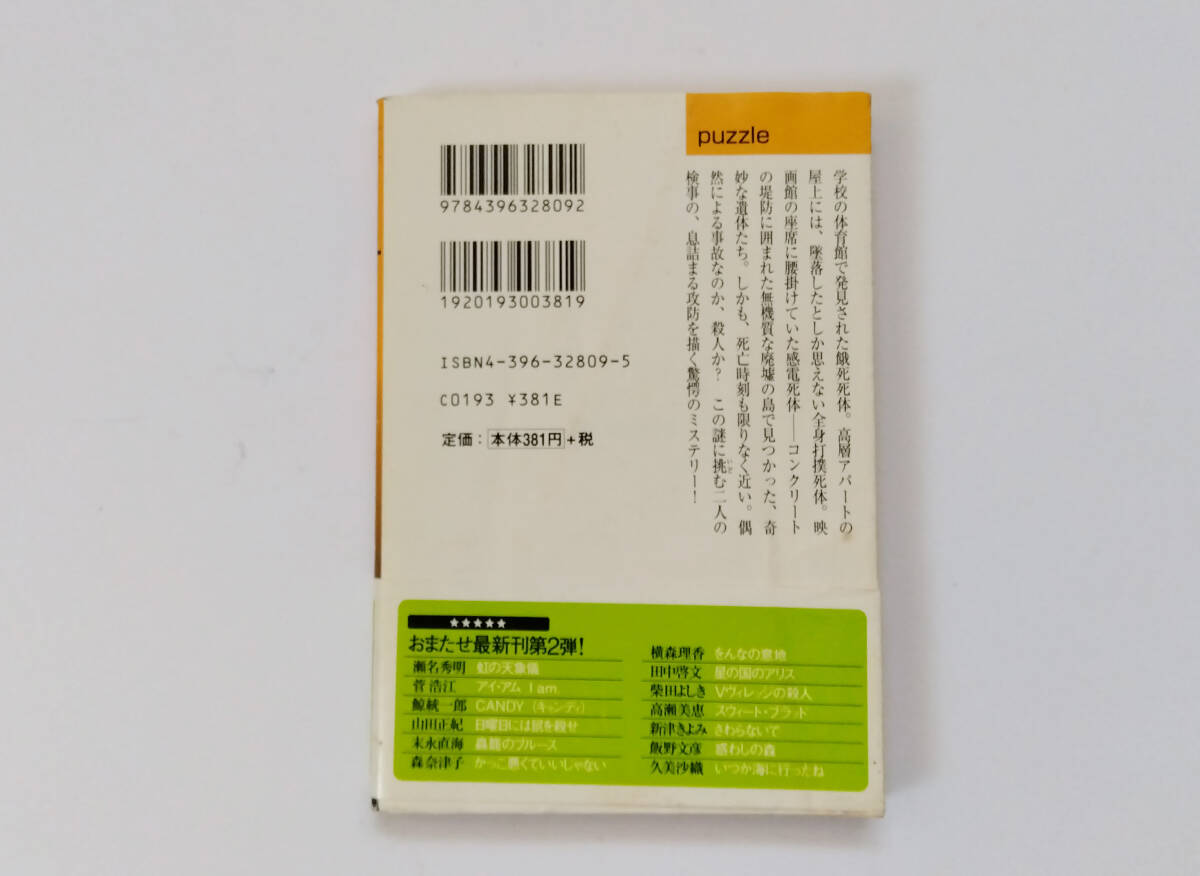 puzzle
学校の体育館で発見された餓死死体。高層アパートの
屋上には、墜落したとしか思えない全身打撲死体。映
画館の座席に腰掛けていた感電死体――コンクリート
の堤防に囲まれた無機質な廃墟の島で見つかった、奇
妙な遺体たち。しかも、死亡時刻も限りなく近い。偶
然による事故なのか、殺人か? この謎に挑む二人の
検事の、息詰まる攻防を描く驚愕のミステリー!
9784396328092
1920193003819
ISBN4-396-32809-5
C0193 ¥381E
定価:本体381円+税
★★★★★
おまたせ最新刊第2弾!
瀬名秀明 虹の天象儀
菅 浩江 アイ・アム I am.
鯨統一郎 CANDY(キャンディ)
山田正紀 日曜日には鼠を殺せ
末永直海 轟龍のブルース
森奈津子 かっこ悪くていいじゃない
横森理香 をんなの意地
田中啓文 星の国のアリス
柴田よしき Vヴィレッジの殺人
高瀬美恵 スウィート・ブラッド
新津きよみ さわらないで
飯野文彦 惑わしの森
久美沙織 いつか海に行ったね